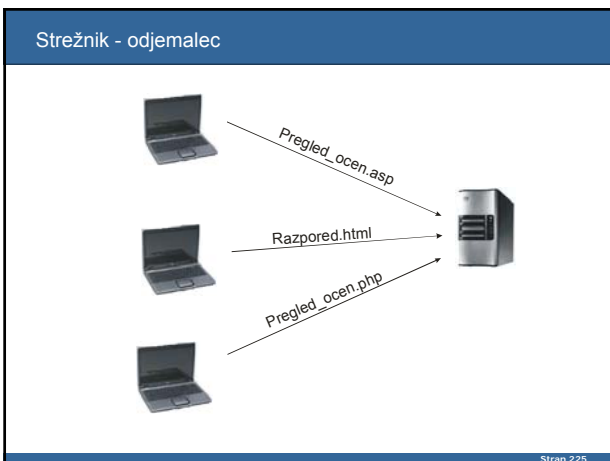 Strežnik - odjemalec
Pregled_ocen.asp
Razpored.html
Pregled_ocen.php
Stran 225